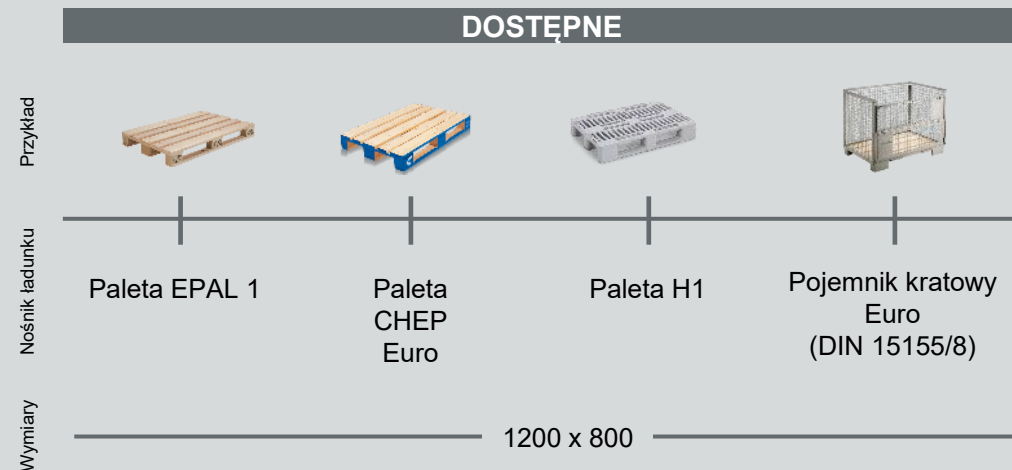 DOSTĘPNE
Przykład
Nośnik ładunku
Paleta EPAL 1
Paleta
CHEP
Euro
Paleta H1
Pojemnik kratowy
Euro
(DIN 15155/8)
Wymiary
1200 x 800